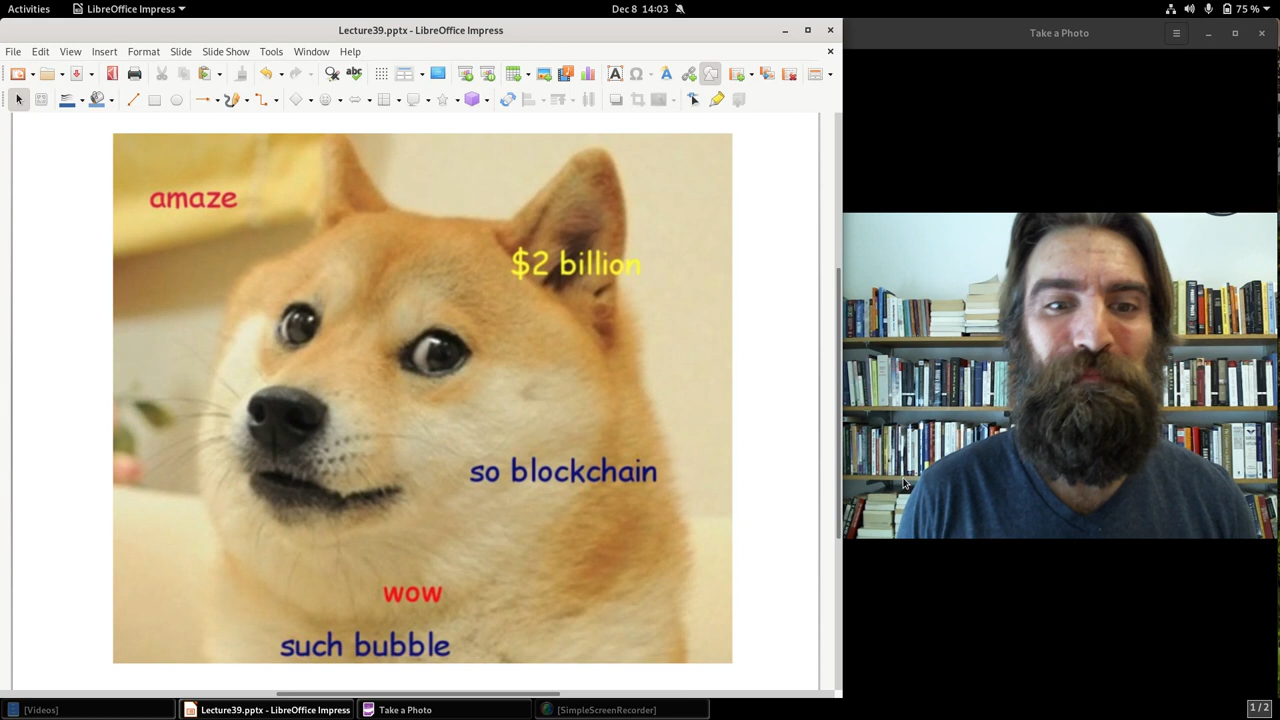 Activities
LibreOffice Impress
Dec 8 14:03
75 %
Lecture39.pptx - LibreOffice Impress
Take a Photo
File Edit View Insert Format Slide Slide Show Tools Window Help
amaze
$2 billion
so blockchain
wow
such bubble
[Videos]
Lecture39.pptx - LibreOffice Impress
Take a Photo
[SimpleScreenRecorder]
1 / 2